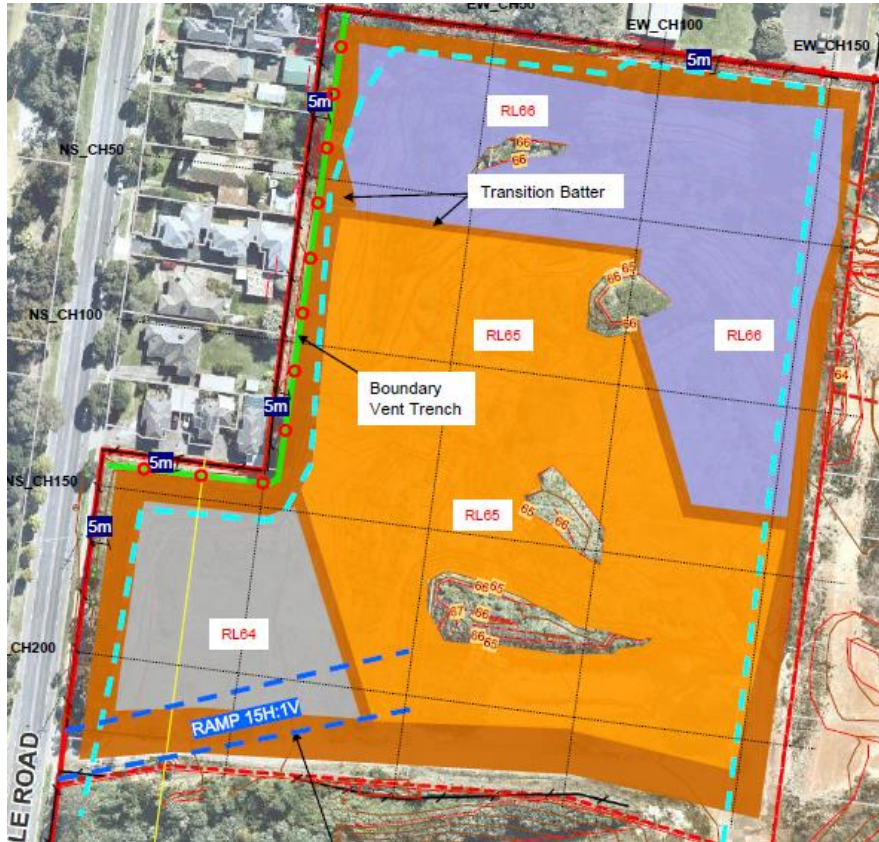 EW_CH50
EW_CH100
EW_CH150
5m
5m
RL66
66
66
NS_CH50
Transition Batter
65
66
66
NS_CH100
RL65
RL66
64
Boundary
Vent Trench
5m
5m
NS_CH150
RL65
65
66
5m
66
65
67
66
66
65
RL64
_CH200
RAMP 15H:1V
LE ROAD